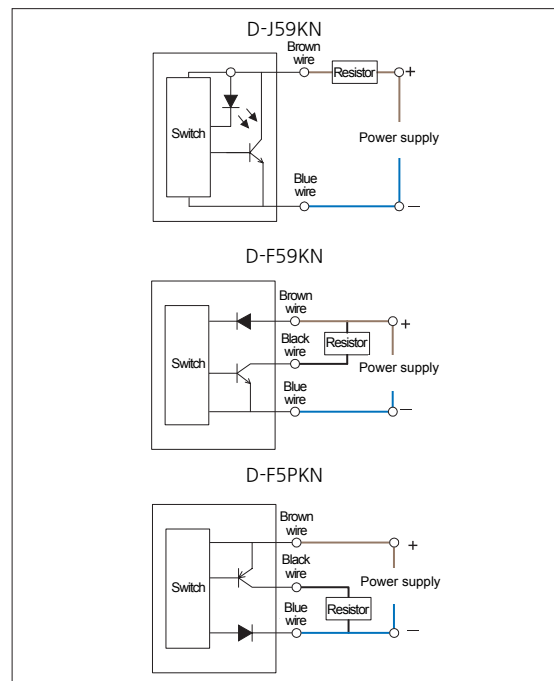 D-J59KN
Brown
wire
Resistor
+
Switch
Power supply
Blue
wire
—
D-F59KN
Brown
wire
+
Black
wire
Resistor
Switch
Power supply
Blue
wire
—
D-F5PKN
Brown
wire
+
Black
wire
Switch
Power supply
Blue
wire
Resistor
—